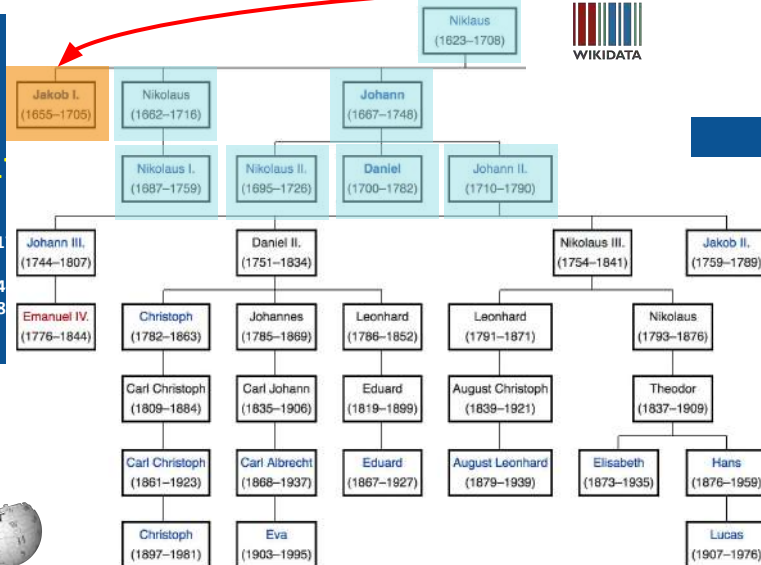 Niklaus
(1623–1708)
WIKIDATA
Jakob I.
(1655–1705)
Nikolaus
(1662–1716)
Johann
(1667–1748)
Nikolaus I.
(1687–1759)
Nikolaus II.
(1695–1726)
Daniel
(1700–1782)
Johann II.
(1710–1790)
Johann III.
(1744–1807)
Daniel II.
(1751–1834)
Nikolaus III.
(1754–1841)
Jakob II.
(1759–1789)
Emanuel IV.
(1776–1844)
Christoph
(1782–1863)
Johannes
(1785–1869)
Leonhard
(1786–1852)
Leonhard
(1791–1871)
Nikolaus
(1793–1876)
Carl Christoph
(1809–1884)
Carl Johann
(1835–1906)
Eduard
(1819–1899)
August Christoph
(1839–1921)
Theodor
(1837–1909)
Carl Christoph
(1861–1923)
Carl Albrecht
(1868–1937)
Eduard
(1867–1927)
August Leonhard
(1879–1939)
Elisabeth
(1873–1935)
Hans
(1876–1959)
Christoph
(1897–1981)
Eva
(1903–1995)
Lucas
(1907–1976)